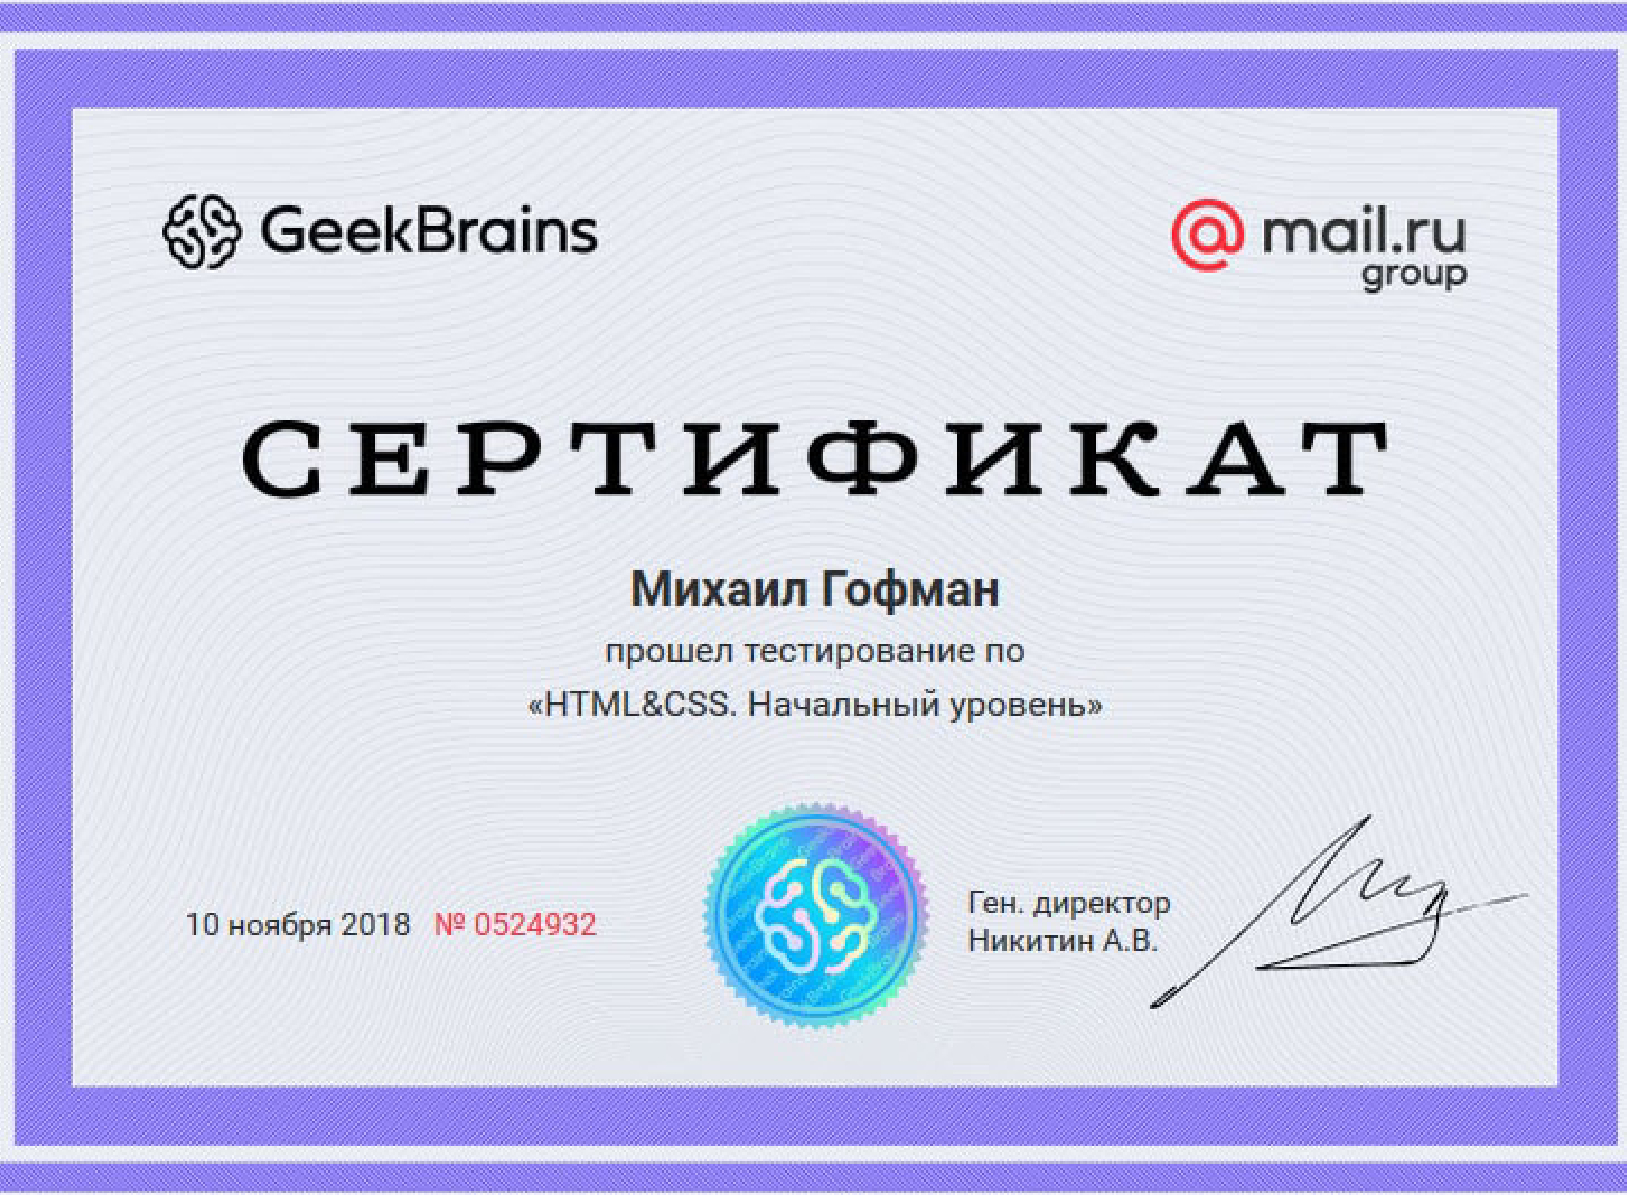 GeekBrains
@mail.ru
group
СЕРТИФИКАТ
Михаил Гофман
прошел тестирование по
«HTML&CSS. Начальный уровень»
10 ноября 2018 № 0524932
Ген. директор
Никитин А.В.